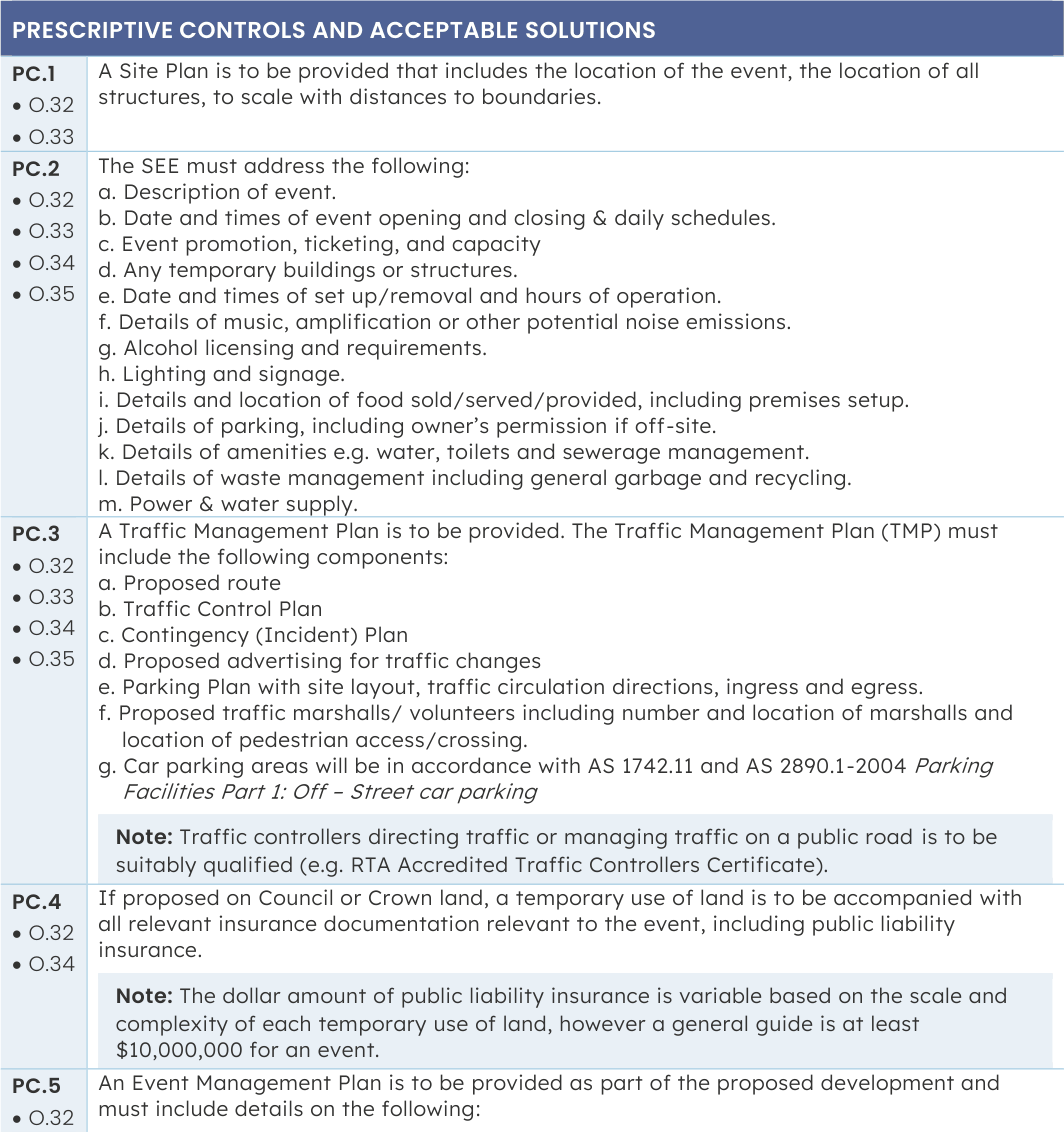 PRESCRIPTIVE CONTROLS AND ACCEPTABLE SOLUTIONS
PC.1
• O.32
• O.33
A Site Plan is to be provided that includes the location of the event, the location of all
structures, to scale with distances to boundaries.
PC.2
• O.32
• O.33
• O.34
• O.35
The SEE must address the following:
a. Description of event.
b. Date and times of event opening and closing & daily schedules.
c. Event promotion, ticketing, and capacity
d. Any temporary buildings or structures.
e. Date and times of set up/removal and hours of operation.
f. Details of music, amplification or other potential noise emissions.
g. Alcohol licensing and requirements.
h. Lighting and signage.
i. Details and location of food sold/served/provided, including premises setup.
j. Details of parking, including owner's permission if off-site.
k. Details of amenities e.g. water, toilets and sewerage management.
l. Details of waste management including general garbage and recycling.
m. Power & water supply.
PC.3
• O.32
• O.33
• O.34
• O.35
A Traffic Management Plan is to be provided. The Traffic Management Plan (TMP) must
include the following components:
a. Proposed route
b. Traffic Control Plan
c. Contingency (Incident) Plan
d. Proposed advertising for traffic changes
e. Parking Plan with site layout, traffic circulation directions, ingress and egress.
f. Proposed traffic marshalls/ volunteers including number and location of marshalls and
location of pedestrian access/crossing.
g. Car parking areas will be in accordance with AS 1742.11 and AS 2890.1-2004 Parking
Facilities Part 1: Off – Street car parking
Note: Traffic controllers directing traffic or managing traffic on a public road is to be
suitably qualified (e.g. RTA Accredited Traffic Controllers Certificate).
PC.4
• O.32
• O.34
If proposed on Council or Crown land, a temporary use of land is to be accompanied with
all relevant insurance documentation relevant to the event, including public liability
insurance.
Note: The dollar amount of public liability insurance is variable based on the scale and
complexity of each temporary use of land, however a general guide is at least
$10,000,000 for an event.
PC.5
• O.32
An Event Management Plan is to be provided as part of the proposed development and
must include details on the following: